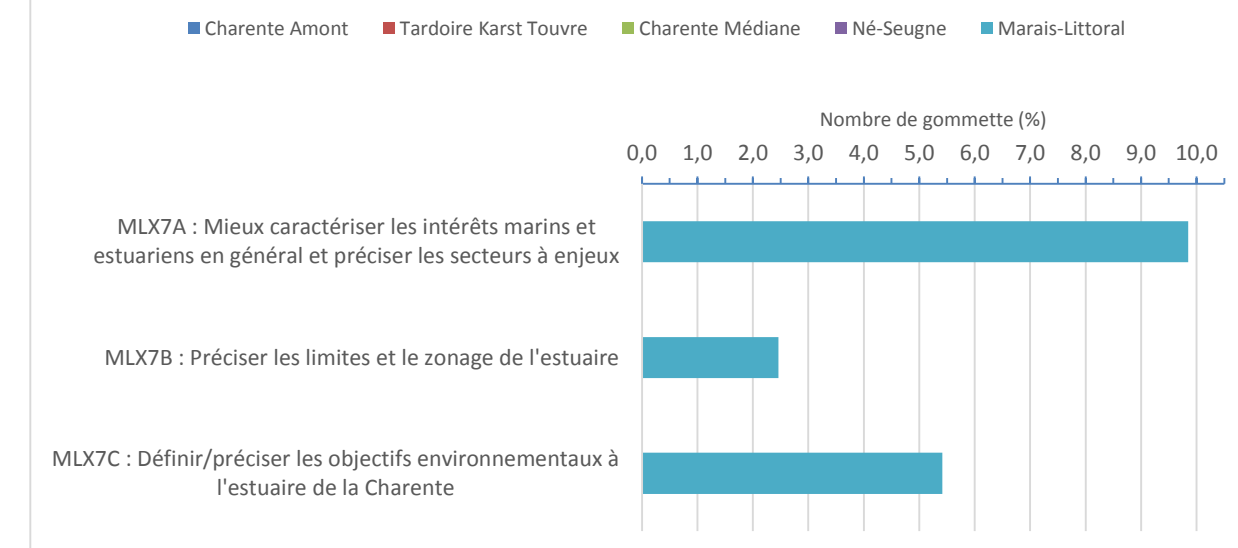 Charente Amont Tardoire Karst Touvre Charente Médiane Né-Seugne Marais-Littoral
Nombre de gommette (%)
0,0 1,0 2,0 3,0 4,0 5,0 6,0 7,0 8,0 9,0 10,0
MLX7A : Mieux caractériser les intérêts marins et
estuariens en général et préciser les secteurs à enjeux
MLX7B : Préciser les limites et le zonage de l'estuaire
MLX7C : Définir/préciser les objectifs environnementaux à
l'estuaire de la Charente